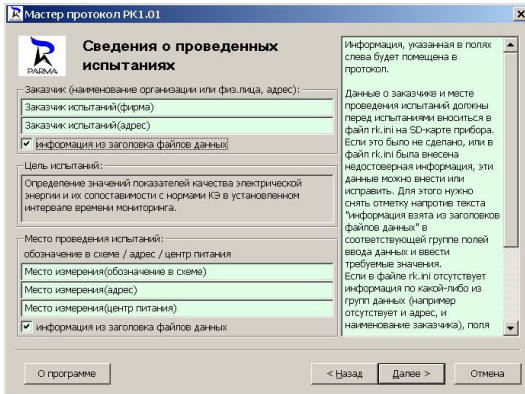 Мастер протокол РК1.01
PARMA
Сведения о проведенных
испытаниях
Заказчик (наименование организации или физ.лица, адрес):
Заказчик испытаний(фирма)
Заказчик испытаний(адрес)
информация из заголовка файлов данных
Цель испытаний:
Определение значений показателей качества электрической
энергии и их сопоставимости с нормами КЭ в установленном
интервале времени мониторинга.
Место проведения испытаний:
обозначение в схеме / адрес / центр питания
Место измерения(обозначение в схеме)
Место измерения(адрес)
Место измерения(центр питания)
информация из заголовка файлов данных
Информация, указанная в полях
слева будет помещена в
протокол.
Данные о заказчике и месте
проведения испытаний должны
перед испытаниями вноситься в
файл rk.ini на SD-карте прибора.
Если это было не сделано, или в
файл rk.ini была внесена
недостоверная информация, эти
данные можно внести или
исправить. Для этого нужно
снять отметку напротив текста
"информация взята из заголовков
файлов данных" в
соответствующей группе полей
ввода данных и ввести
требуемые значения.
Если в файле rk.ini отсутствует
информация по какой-либо из
групп данных (например
отсутствует и адрес, и
наименование заказчика), поля
О программе
< Назад
Далее >
Отмена